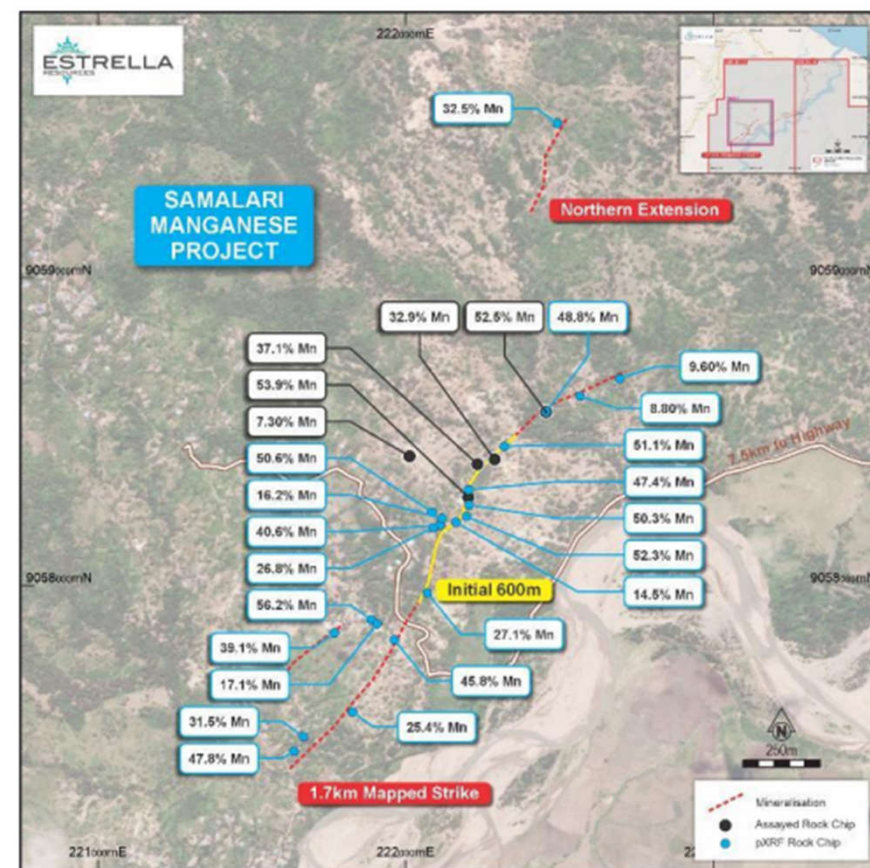 ESTRELLA
RESOURCES
222000mE
32.5% Mn
SAMALARI
MANGANESE
PROJECT
Northern Extension
9059000mN
9059000mN
32.9% Mn
52.5% Mn
48.8% Mn
37.1% Mn
53.9% Mn
7.30% Mn
50.6% Mn
16.2% Mn
40.6% Mn
26.8% Mn
56.2% Mn
39.1% Mn
17.1% Mn
31.5% Mn
47.8% Mn
9.60% Mn
8.80% Mn
51.1% Mn
47.4% Mn
50.3% Mn
52.3% Mn
14.5% Mn
7.5km to Highway
9058000mN
9058000mN
Initial 600m
27.1% Mn
45.8% Mn
25.4% Mn
1.7km Mapped Strike
N
250m
Mineralisation
Assayed Rock Chip
pXRF Rock Chip
221000mE
222000mE